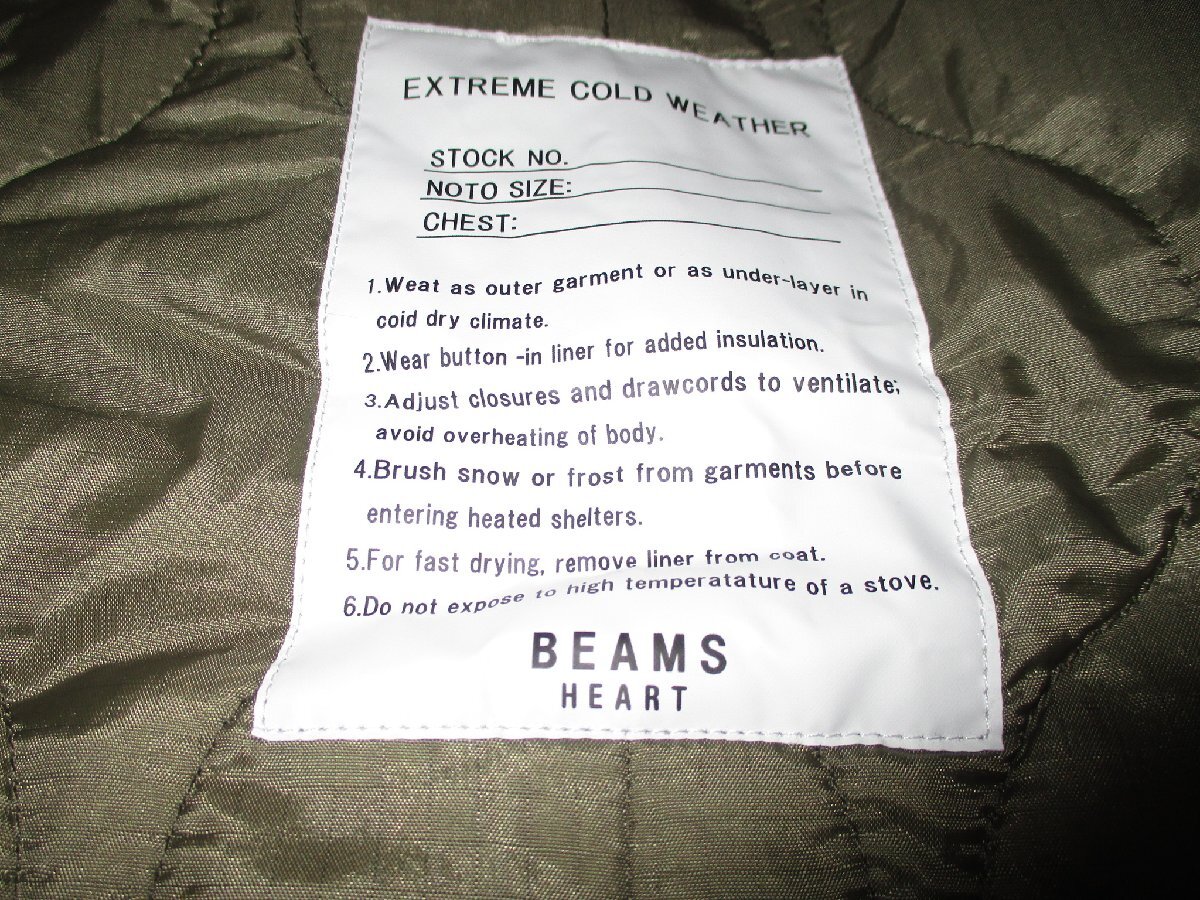 EXTREME COLD WEATHER
STOCK NO.
NOTO SIZE:
CHEST:
1.Weat as outer garment or as under-layer in
coid dry climate.
2.Wear button -in liner for added insulation.
3.Adjust closures and drawcords to ventilate;
avoid overheating of body.
4.Brush snow or frost from garments before
entering heated shelters.
5.For fast drying, remove liner from coat.
6.Do not expose to high temperatature of a stove.
BEAMS
HEART